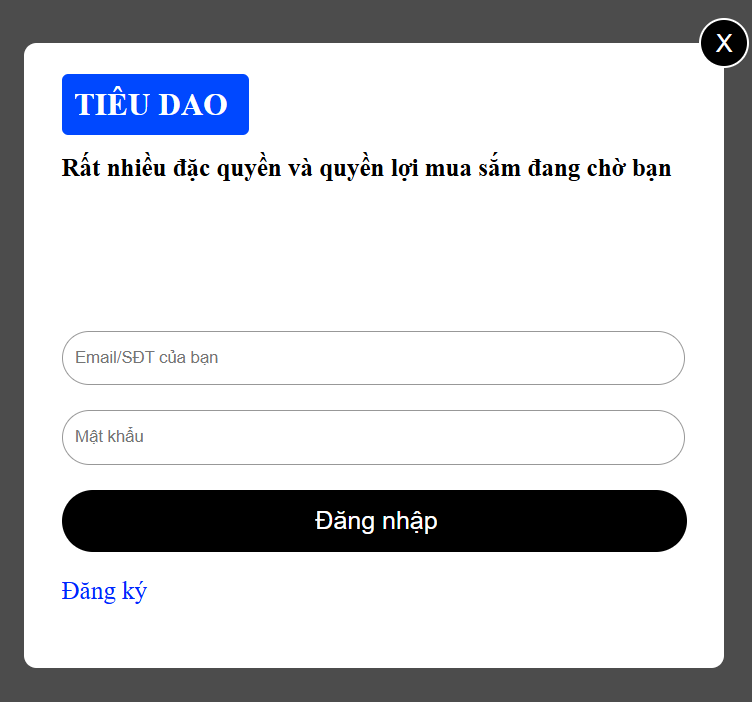 X
TIÊU DAO
Rất nhiều đặc quyền và quyền lợi mua sắm đang chờ bạn
Email/SĐT của bạn
Mật khẩu
Đăng nhập
Đăng ký